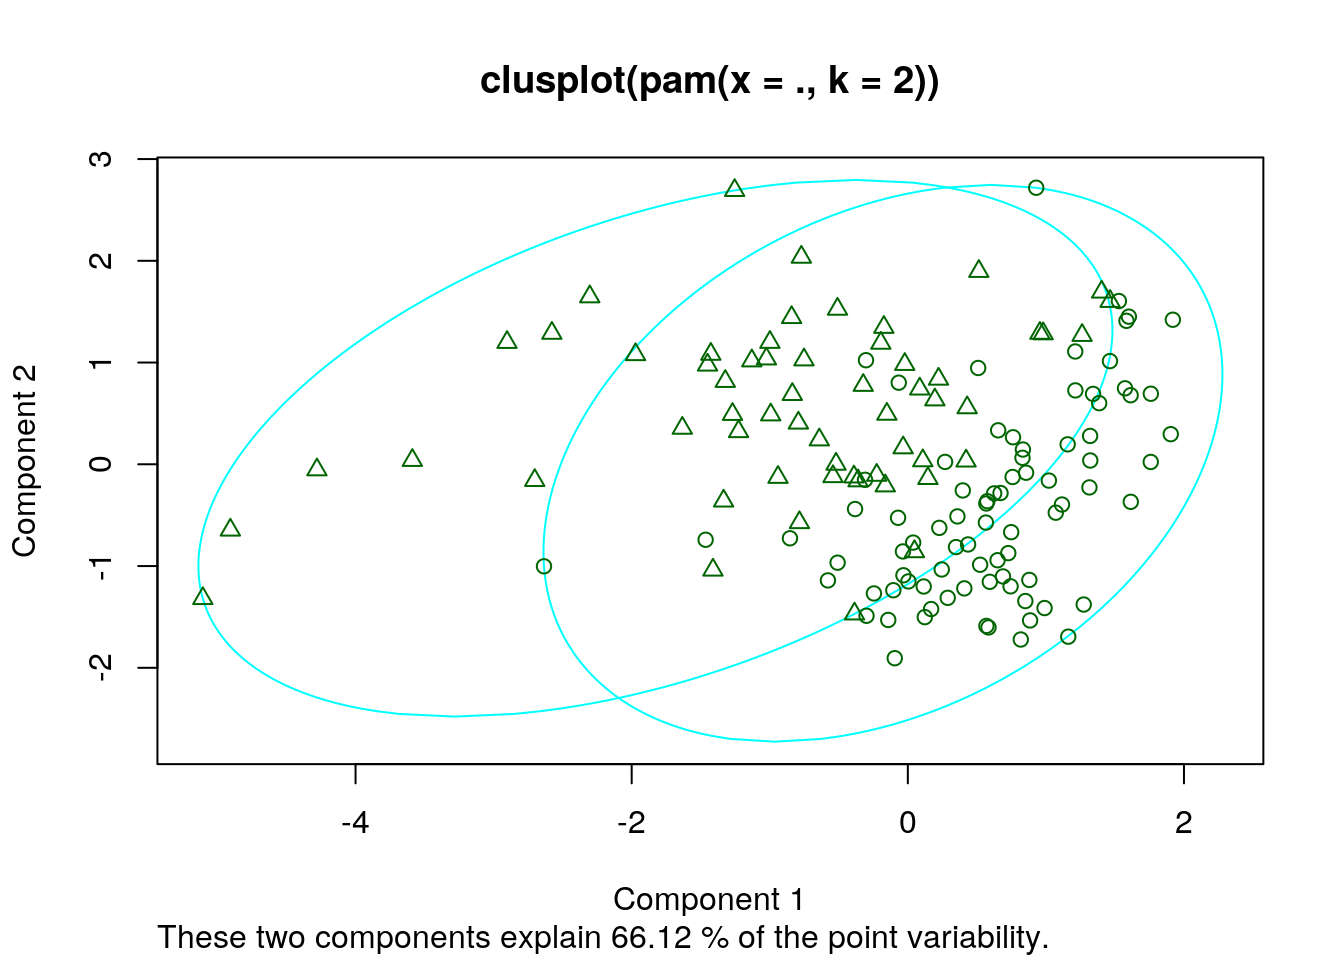 clusplot(pam(x = ., k = 2))
3
2
1
0
-1
-2
Component 2
-4 -2 0 2
Component 1
These two components explain 66.12 % of the point variability.